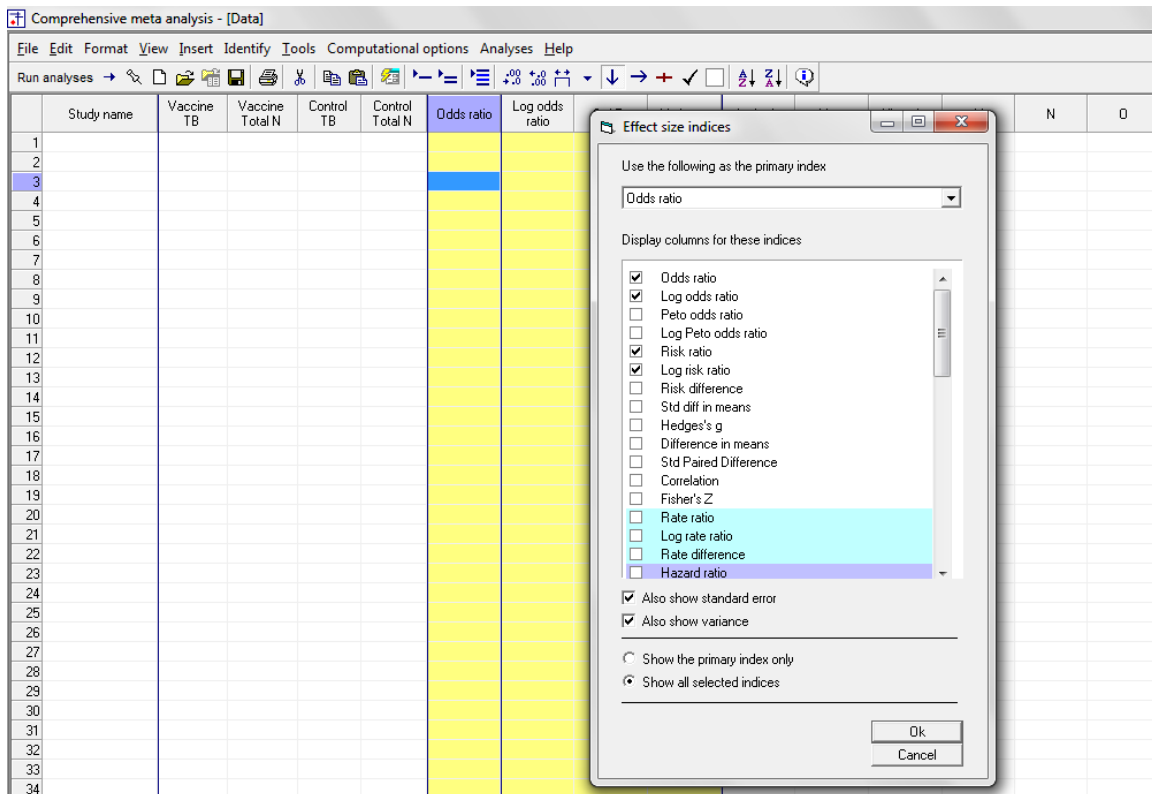 Comprehensive meta analysis - [Data]
File Edit Format View Insert Identify Tools Computational options Analyses Help
Run analyses
Study name Vaccine TB Vaccine Total N Control TB Control Total N Odds ratio Log odds ratio N O
1
2
3
4
5
6
7
8
9
10
11
12
13
14
15
16
17
18
19
20
21
22
23
24
25
26
27
28
29
30
31
32
33
34
Effect size indices
Use the following as the primary index
Odds ratio
Display columns for these indices
Odds ratio
Log odds ratio
Peto odds ratio
Log Peto odds ratio
Risk ratio
Log risk ratio
Risk difference
Std diff in means
Hedges's g
Difference in means
Std Paired Difference
Correlation
Fisher's Z
Rate ratio
Log rate ratio
Rate difference
Hazard ratio
Also show standard error
Also show variance
Show the primary index only
Show all selected indices
Ok
Cancel